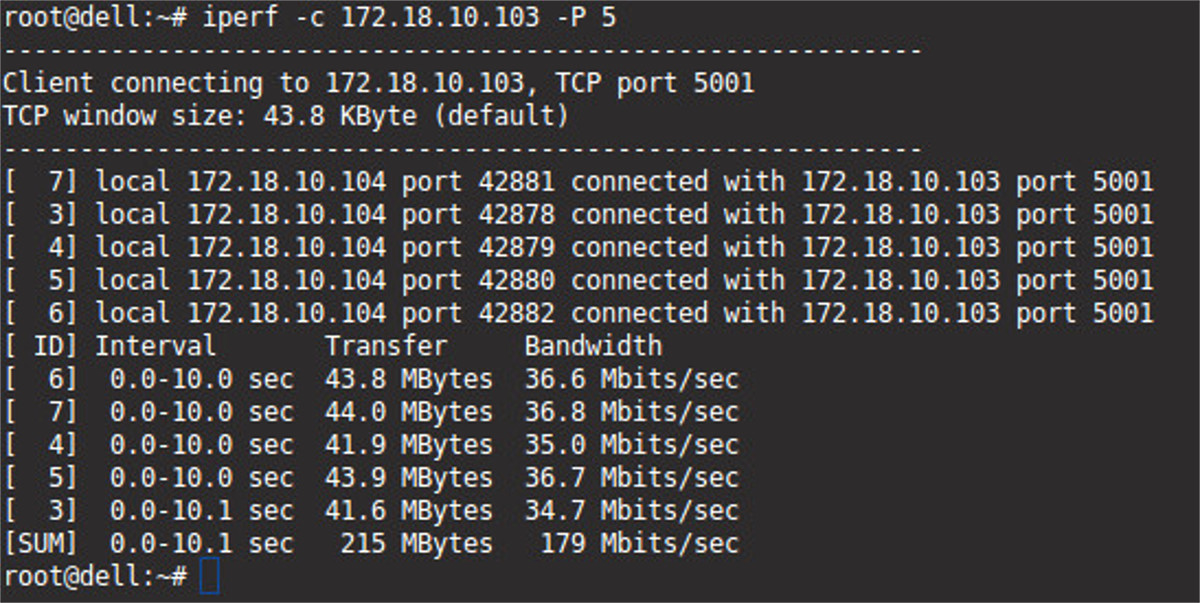 root@dell:~# iperf -c 172.18.10.103 -P 5
------------------------------------------------------------
Client connecting to 172.18.10.103, TCP port 5001
TCP window size: 43.8 KByte (default)
------------------------------------------------------------
[  7] local 172.18.10.104 port 42881 connected with 172.18.10.103 port 5001
[  3] local 172.18.10.104 port 42878 connected with 172.18.10.103 port 5001
[  4] local 172.18.10.104 port 42879 connected with 172.18.10.103 port 5001
[  5] local 172.18.10.104 port 42880 connected with 172.18.10.103 port 5001
[  6] local 172.18.10.104 port 42882 connected with 172.18.10.103 port 5001
[ ID] Interval       Transfer     Bandwidth
[  6]  0.0-10.0 sec  43.8 MBytes  36.6 Mbits/sec
[  7]  0.0-10.0 sec  44.0 MBytes  36.8 Mbits/sec
[  4]  0.0-10.0 sec  41.9 MBytes  35.0 Mbits/sec
[  5]  0.0-10.0 sec  43.9 MBytes  36.7 Mbits/sec
[  3]  0.0-10.1 sec  41.6 MBytes  34.7 Mbits/sec
[SUM]  0.0-10.1 sec   215 MBytes   179 Mbits/sec
root@dell:~#